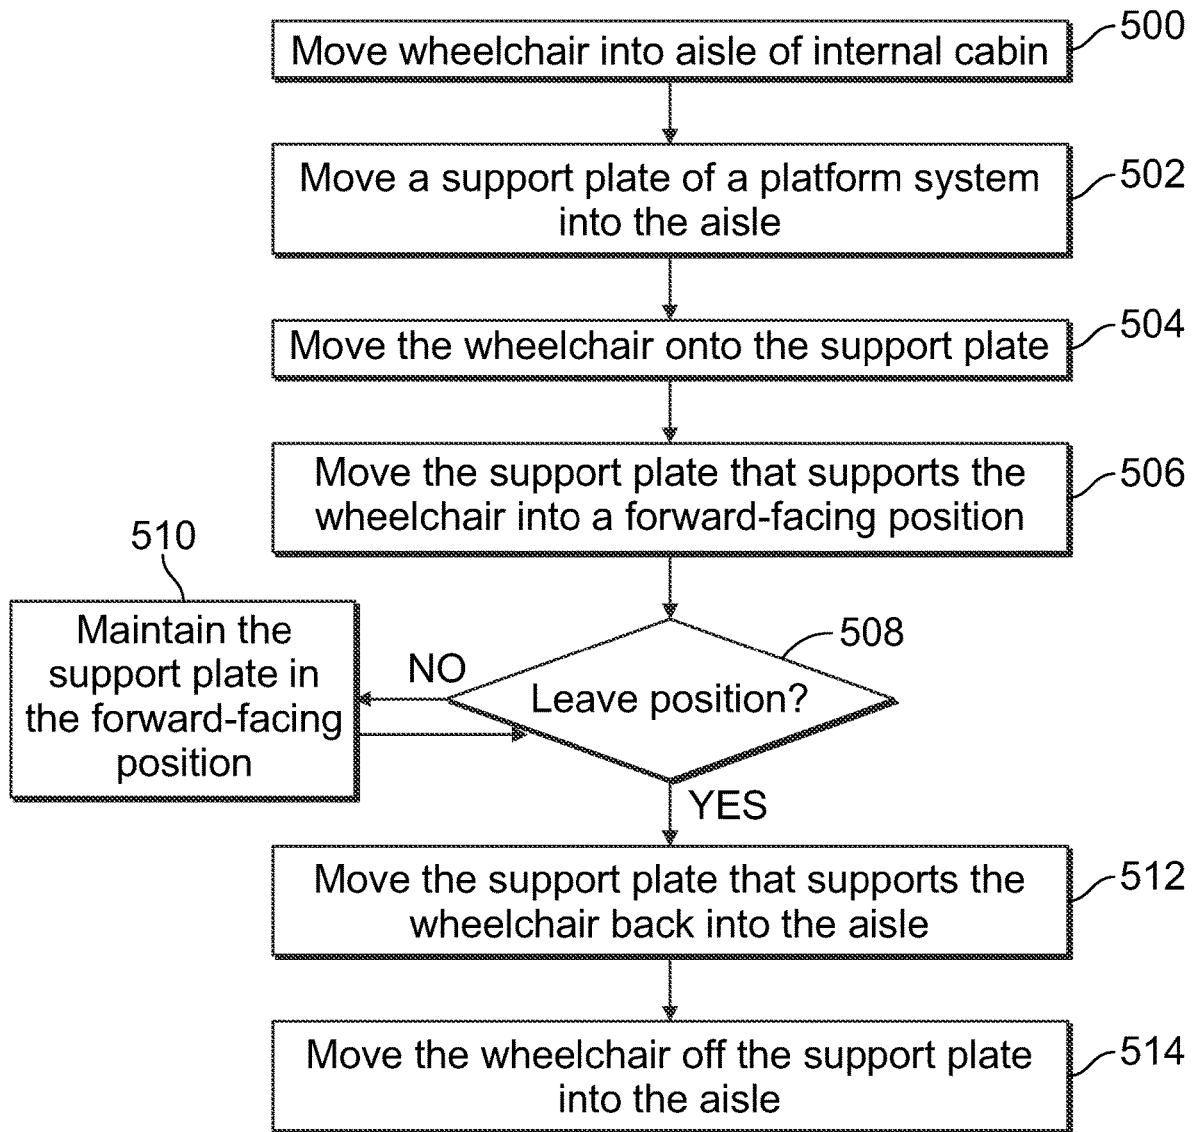 Move wheelchair into aisle of internal cabin
500
Move a support plate of a platform system
into the aisle
502
Move the wheelchair onto the support plate
504
Move the support plate that supports the
wheelchair into a forward-facing position
506
510
Maintain the
support plate in
the forward-facing
position
NO
Leave position?
508
YES
Move the support plate that supports the
wheelchair back into the aisle
512
Move the wheelchair off the support plate
into the aisle
514